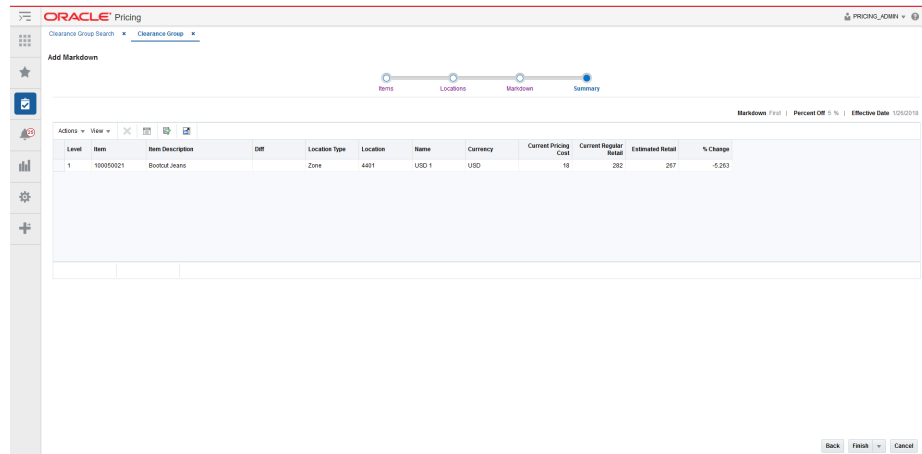 ORACLE Pricing
PRICING_ADMIN
Clearance Group Search × Clearance Group ×
Add Markdown
Items Locations Markdown Summary
Markdown First | Percent Off 5 % | Effective Date 1/26/2018
Actions View
Level Item Item Description Diff Location Type Location Name Currency Current Pricing Cost Current Regular Retail Estimated Retail % Change
1 100050021 Bootcut Jeans Zone 4401 USD 1 USD 18 282 267 -5.263
Back Finish Cancel